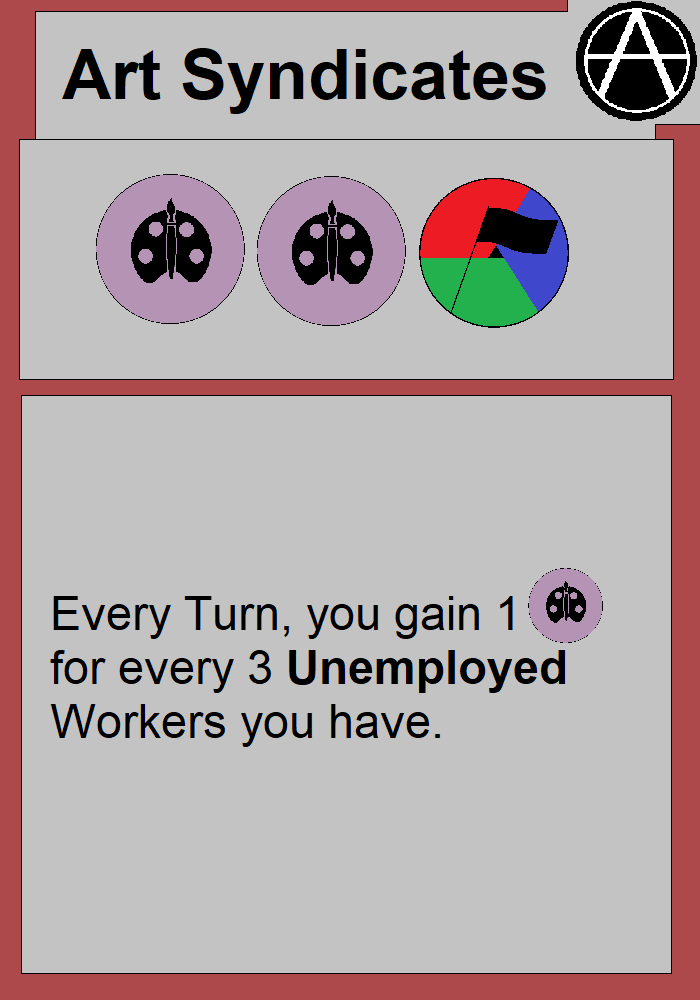 Art Syndicates
Every Turn, you gain 1
for every 3 Unemployed
Workers you have.